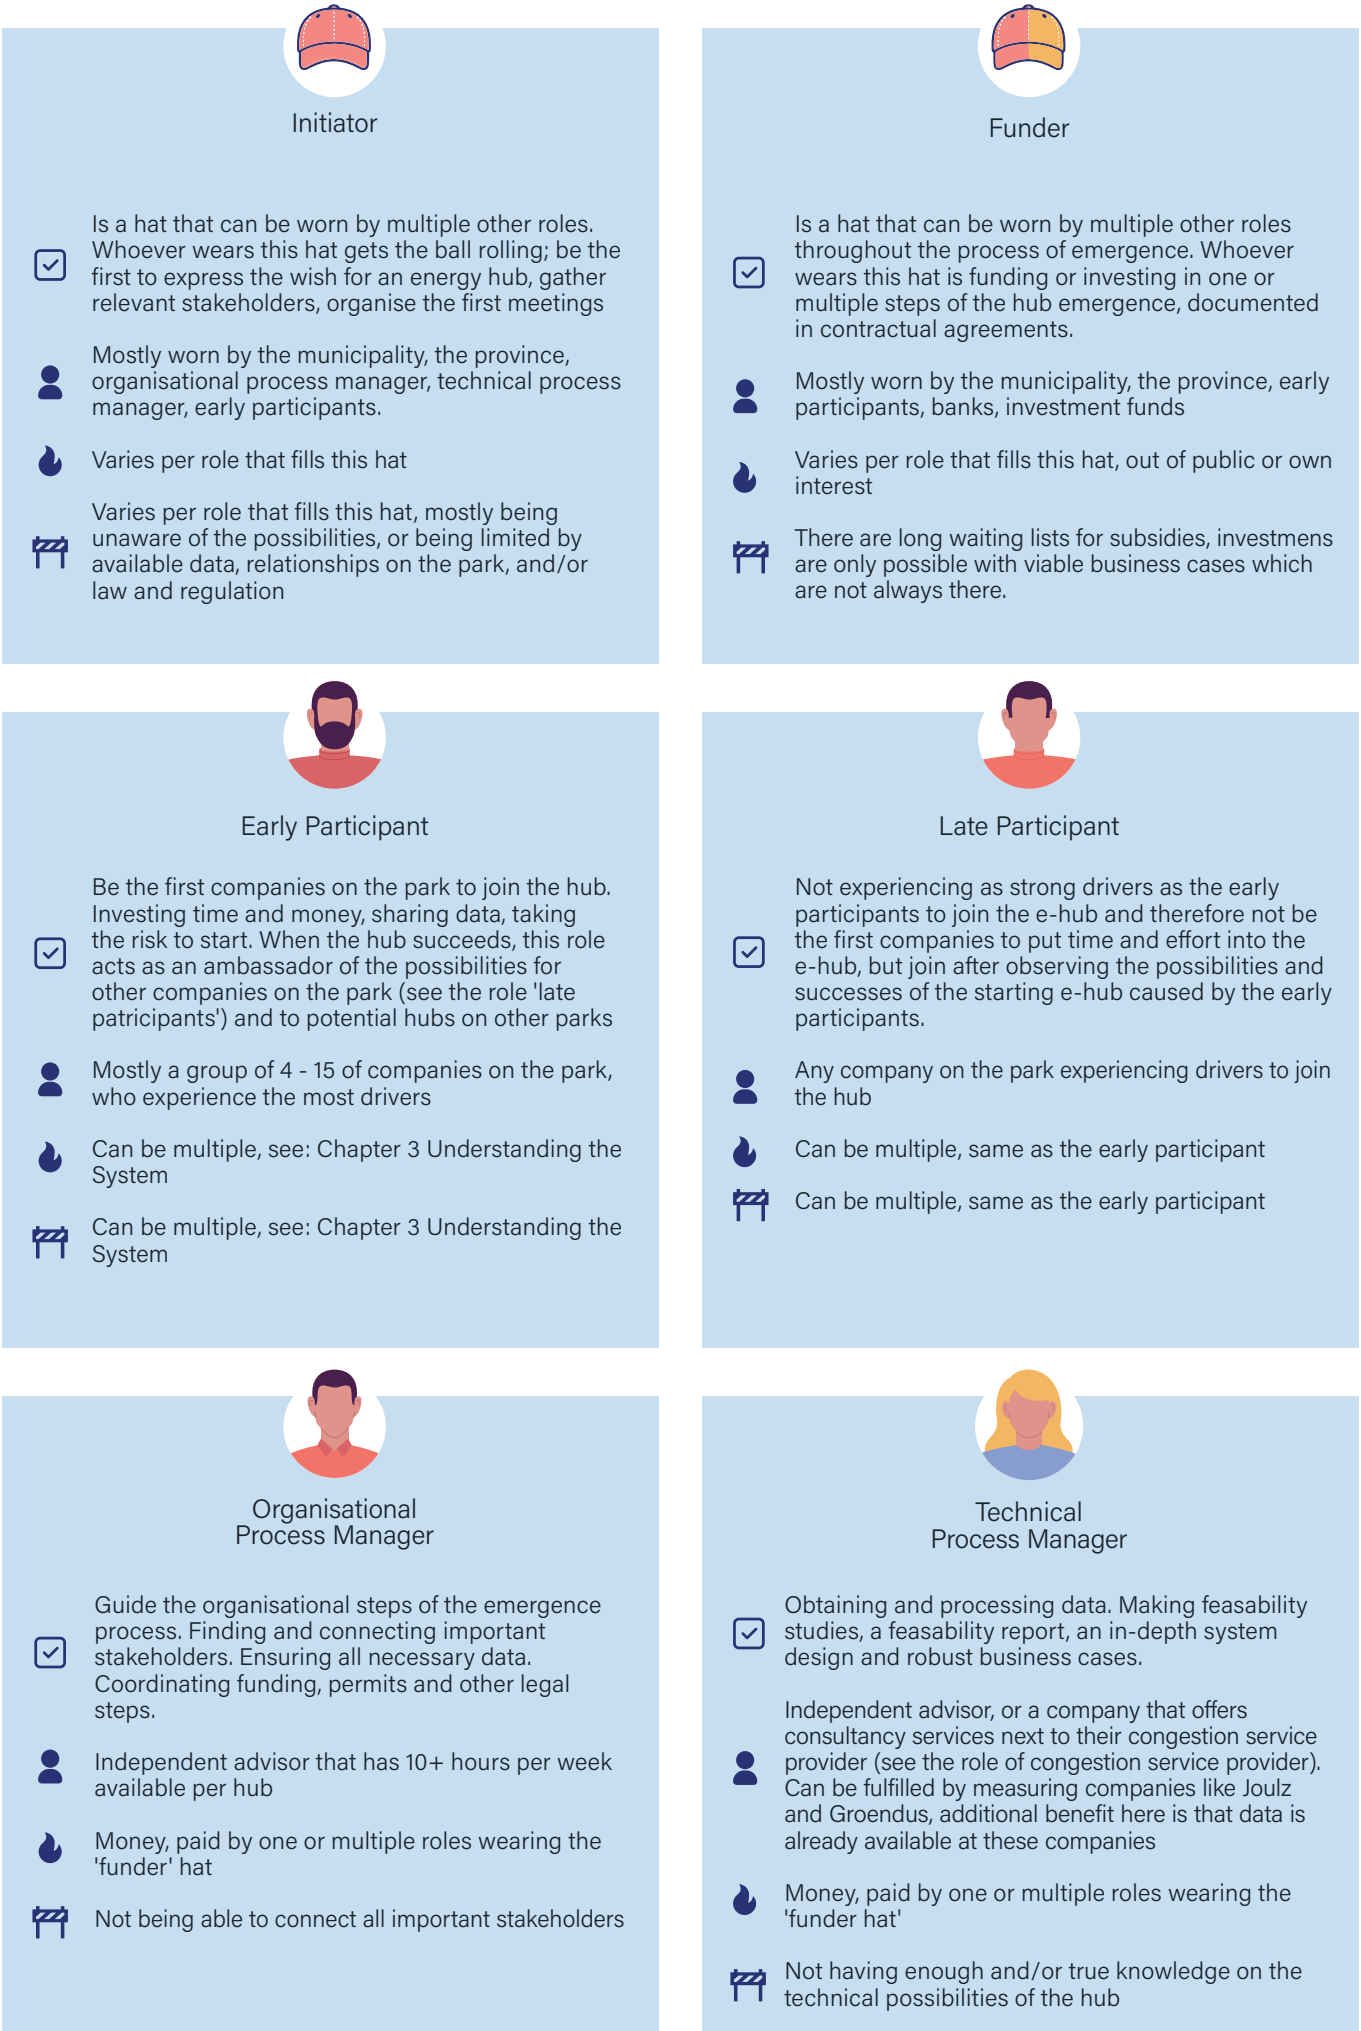 Initiator
Is a hat that can be worn by multiple other roles.
Whoever wears this hat gets the ball rolling; be the
first to express the wish for an energy hub, gather
relevant stakeholders, organise the first meetings
Mostly worn by the municipality, the province,
organisational process manager, technical process
manager, early participants.
Varies per role that fills this hat
Varies per role that fills this hat, mostly being
unaware of the possibilities, or being limited by
available data, relationships on the park, and/or
law and regulation
Funder
Is a hat that can be worn by multiple other roles
throughout the process of emergence. Whoever
wears this hat is funding or investing in one or
multiple steps of the hub emergence, documented
in contractual agreements.
Mostly worn by the municipality, the province, early
participants, banks, investment funds
Varies per role that fills this hat, out of public or own
interest
There are long waiting lists for subsidies, investmens
are only possible with viable business cases which
are not always there.
Early Participant
Be the first companies on the park to join the hub.
Investing time and money, sharing data, taking
the risk to start. When the hub succeeds, this role
acts as an ambassador of the possibilities for
other companies on the park (see the role 'late
patricipants') and to potential hubs on other parks
Mostly a group of 4 - 15 of companies on the park,
who experience the most drivers
Can be multiple, see: Chapter 3 Understanding the
System
Can be multiple, see: Chapter 3 Understanding the
System
Late Participant
Not experiencing as strong drivers as the early
participants to join the e-hub and therefore not be
the first companies to put time and effort into the
e-hub, but join after observing the possibilities and
successes of the starting e-hub caused by the early
participants.
Any company on the park experiencing drivers to join
the hub
Can be multiple, same as the early participant
Can be multiple, same as the early participant
Organisational
Process Manager
Guide the organisational steps of the emergence
process. Finding and connecting important
stakeholders. Ensuring all necessary data.
Coordinating funding, permits and other legal
steps.
Independent advisor that has 10+ hours per week
available per hub
Money, paid by one or multiple roles wearing the
'funder' hat
Not being able to connect all important stakeholders
Technical
Process Manager
Obtaining and processing data. Making feasability
studies, a feasability report, an in-depth system
design and robust business cases.
Independent advisor, or a company that offers
consultancy services next to their congestion service
provider (see the role of congestion service provider).
Can be fulfilled by measuring companies like Joulz
and Groendus, additional benefit here is that data is
already available at these companies
Money, paid by one or multiple roles wearing the
'funder hat'
Not having enough and/or true knowledge on the
technical possibilities of the hub